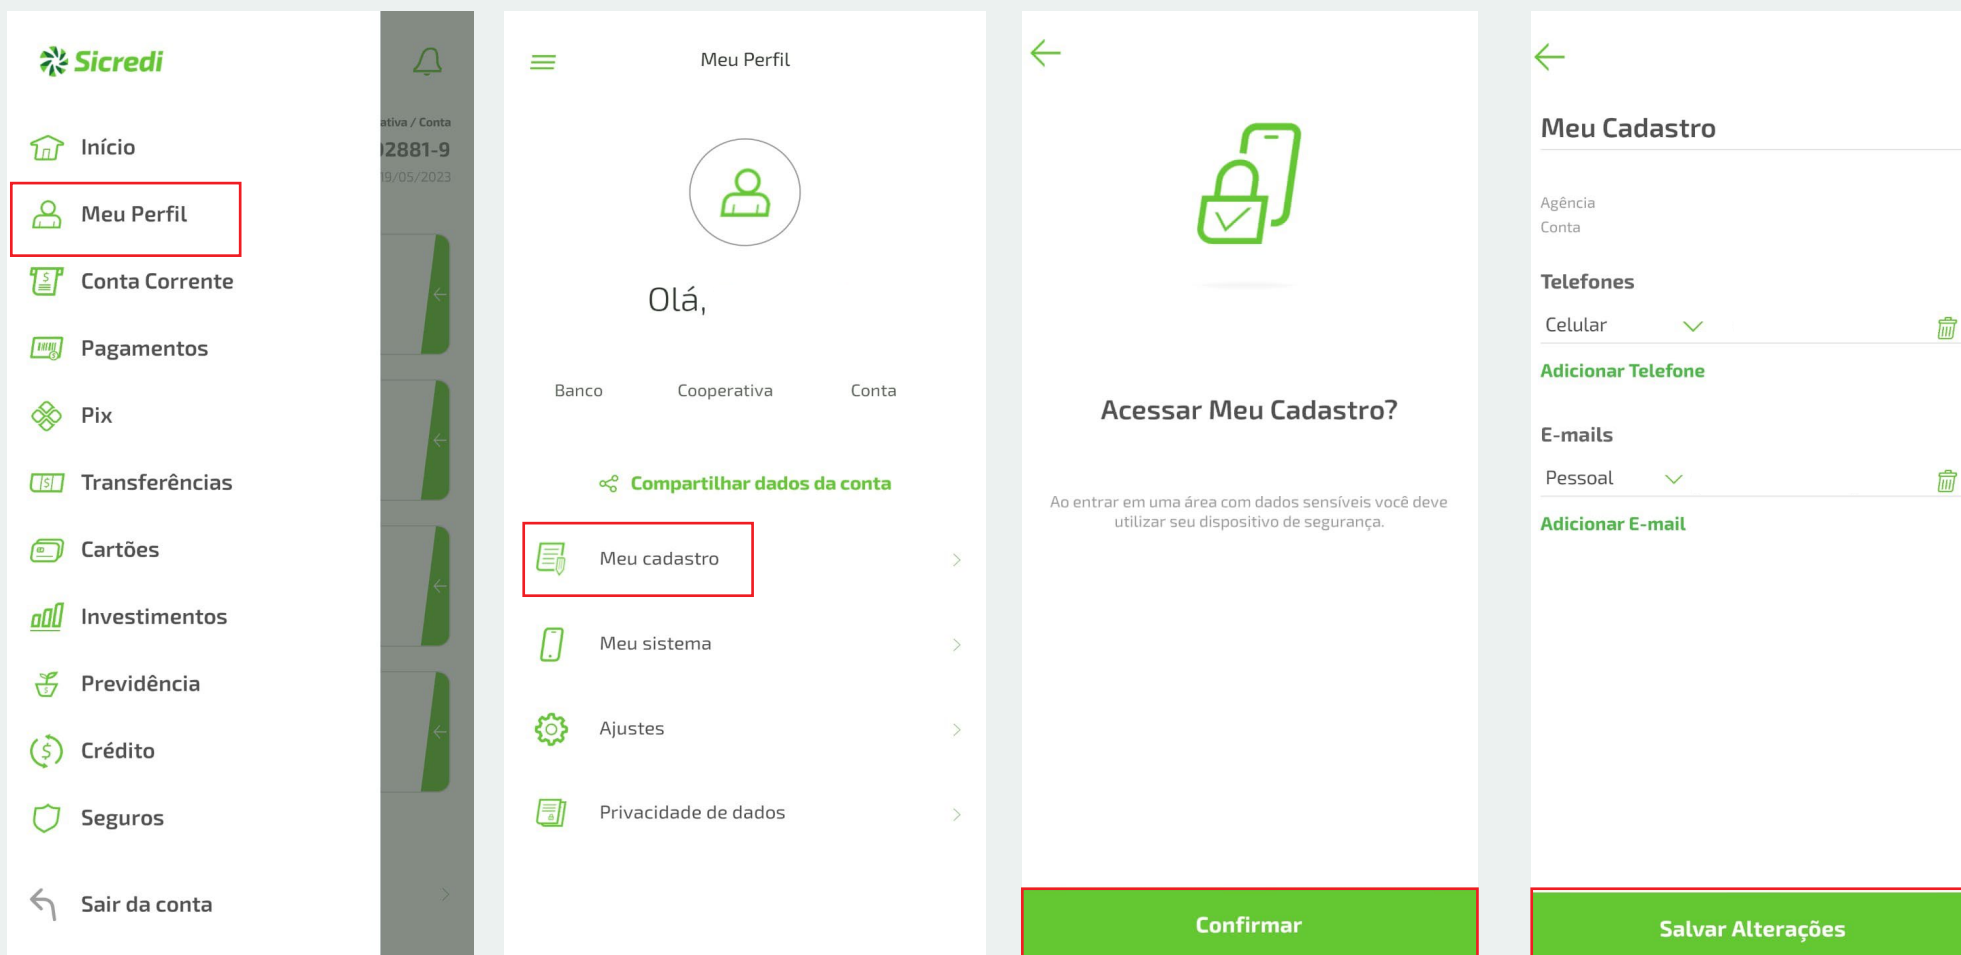 Sicredi
Início
Meu Perfil
Conta Corrente
Pagamentos
Pix
Transferências
Cartões
Investimentos
Previdência
Crédito
Seguros
Sair da conta
ativa / Conta
02881-9
19/05/2023
Meu Perfil
Olá,
Banco Cooperativa Conta
Compartilhar dados da conta
Meu cadastro
Meu sistema
Ajustes
Privacidade de dados
Acessar Meu Cadastro?
Ao entrar em uma área com dados sensíveis você deve
utilizar seu dispositivo de segurança.
Confirmar
Meu Cadastro
Agência
Conta
Telefones
Celular
Adicionar Telefone
E-mails
Pessoal
Adicionar E-mail
Salvar Alterações